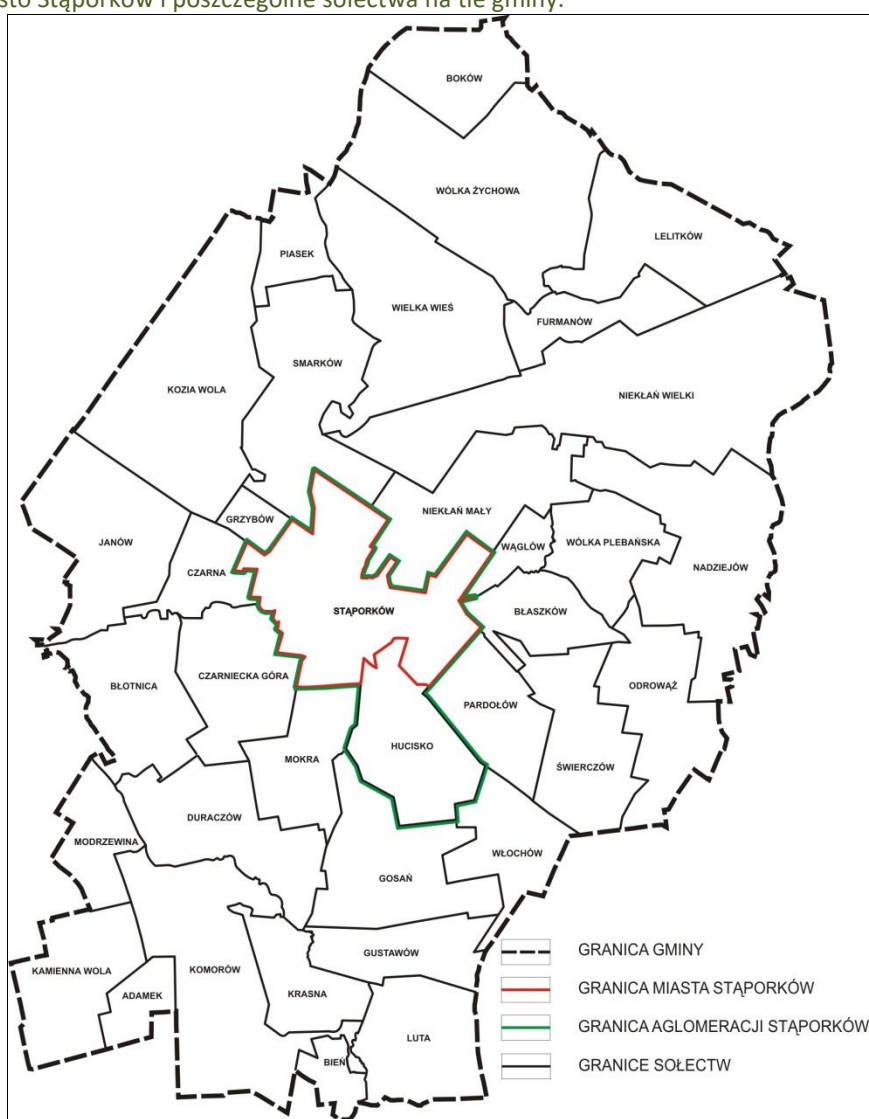 sto Stąporków i poszczególne sołectwa na tle gminy.
BOKÓW
WÓLKA ŻYCHOWA
LELITKÓW
PIASEK
WIELKA WIEŚ
FURMANÓW
SMARKÓW
KOZIA WOLA
NIEKŁAŃ WIELKI
GRZYBÓW
NIEKŁAŃ MAŁY
JANÓW
WĄGLÓW
WÓLKA PLEBAŃSKA
CZARNA
NADZIEJÓW
STĄPORKÓW
BŁASZKÓW
CZARNIECKA GÓRA
BŁOTNICA
ODROWĄŻ
PARDOŁÓW
HUCISKO
MOKRA
ŚWIERCZÓW
DURACZÓW
MODRZEWINA
WŁOCHÓW
GOSAŃ
GUSTAWÓW
KAMIENNA WOLA
KOMORÓW
ADAMEK
KRASNA
LUTA
BIEŃ
GRANICA GMINY
GRANICA MIASTA STĄPORKÓW
GRANICA AGLOMERACJI STĄPORKÓW
GRANICE SOŁECTW